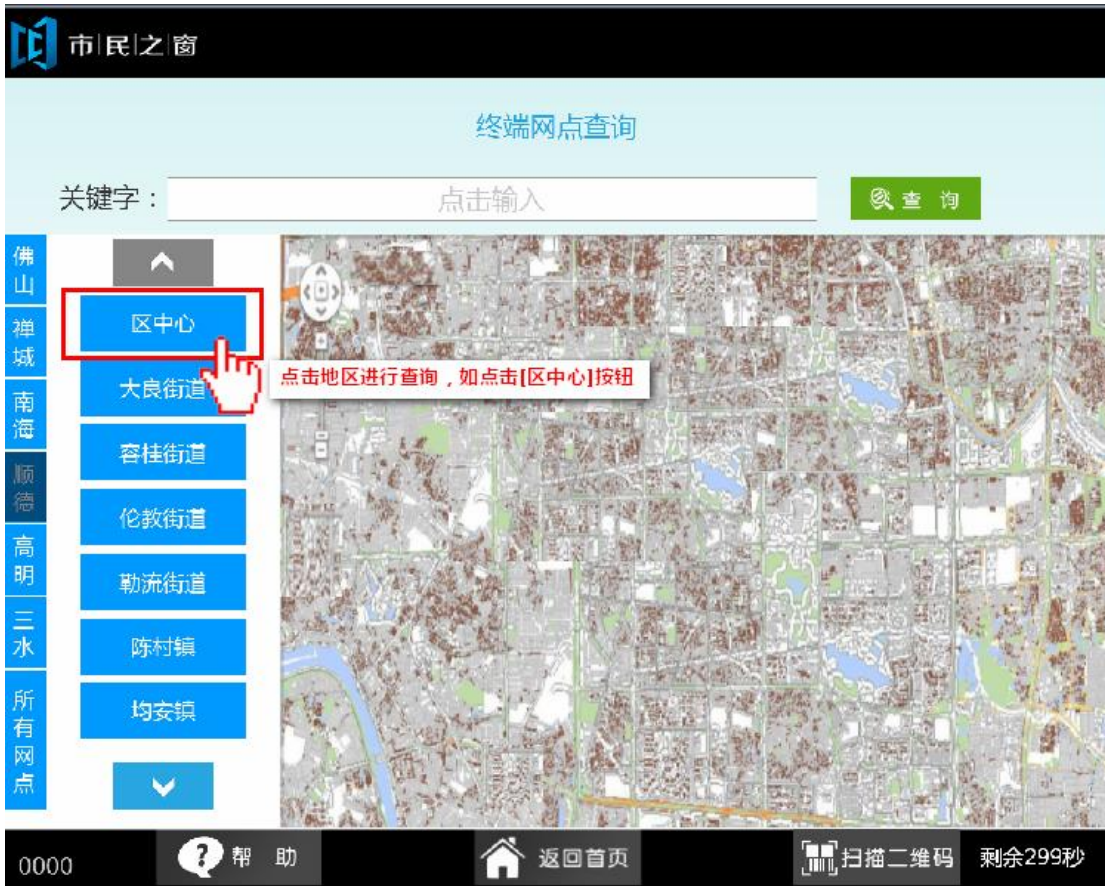 市民之窗
终端网点查询
关键字：
点击输入
查 询
佛山
禅城
南海
顺德
高明
三水
所有网点
区中心
大良街道
容桂街道
伦教街道
勒流街道
陈村镇
均安镇
点击地区进行查询，如点击[区中心]按钮
0000
? 帮 助
返回首页
扫描二维码
剩余299秒